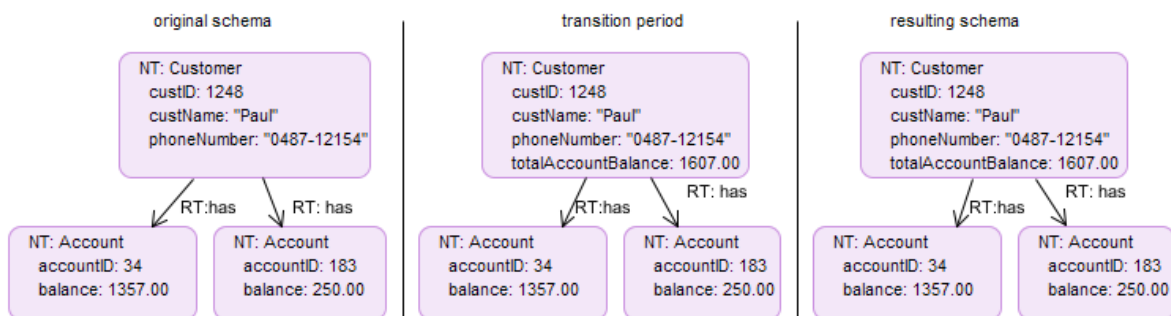 original schema
transition period
resulting schema
NT: Customer
custID: 1248
custName: "Paul"
phoneNumber: "0487-12154"
RT:has
RT: has
NT: Account
accountID: 34
balance: 1357.00
NT: Account
accountID: 183
balance: 250.00
NT: Customer
custID: 1248
custName: "Paul"
phoneNumber: "0487-12154"
totalAccountBalance: 1607.00
RT:has
RT: has
NT: Account
accountID: 34
balance: 1357.00
NT: Account
accountID: 183
balance: 250.00
NT: Customer
custID: 1248
custName: "Paul"
phoneNumber: "0487-12154"
totalAccountBalance: 1607.00
RT:has
RT: has
NT: Account
accountID: 34
balance: 1357.00
NT: Account
accountID: 183
balance: 250.00